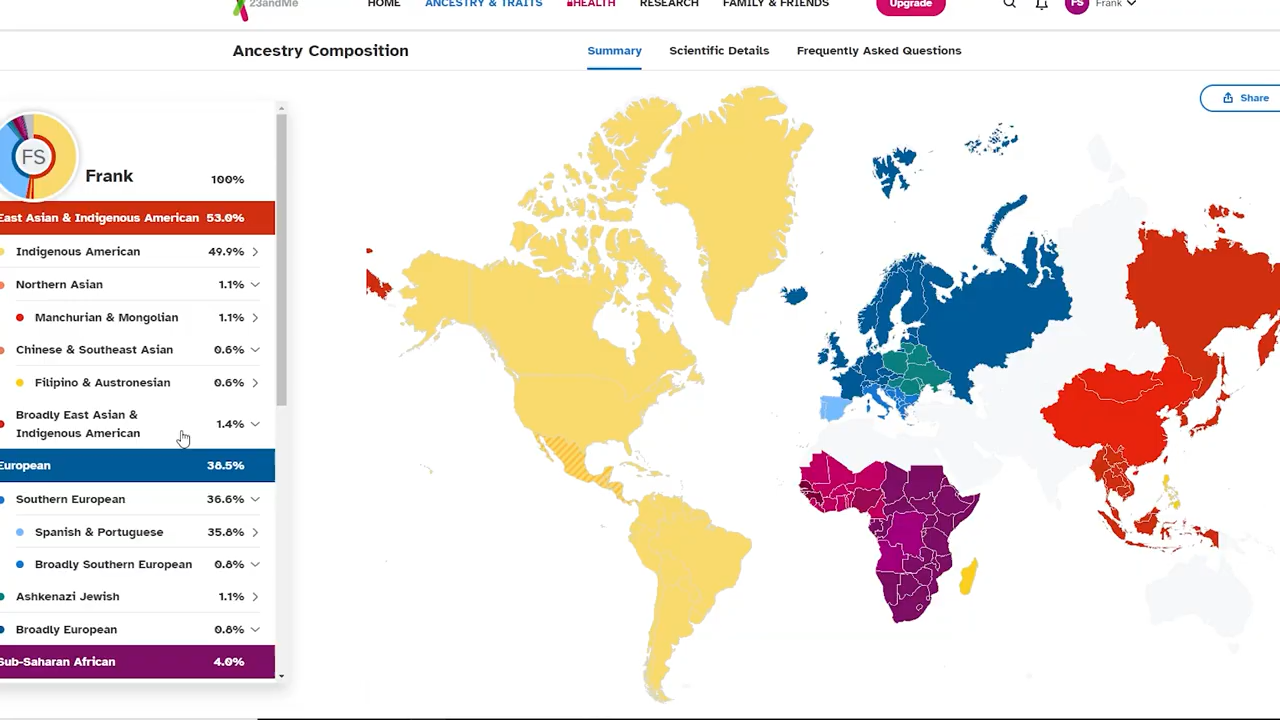 23andMe
HOME
ANCESTRY & TRAITS
HEALTH
RESEARCH
FAMILY & FRIENDS
Upgrade
FS
Frank
Ancestry Composition
Summary
Scientific Details
Frequently Asked Questions
Share
FS
Frank
100%
East Asian & Indigenous American 53.0%
Indigenous American 49.9%
Northern Asian 1.1%
Manchurian & Mongolian 1.1%
Chinese & Southeast Asian 0.6%
Filipino & Austronesian 0.6%
Broadly East Asian &
Indigenous American 1.4%
European 38.5%
Southern European 36.6%
Spanish & Portuguese 35.8%
Broadly Southern European 0.8%
Ashkenazi Jewish 1.1%
Broadly European 0.8%
Sub-Saharan African 4.0%